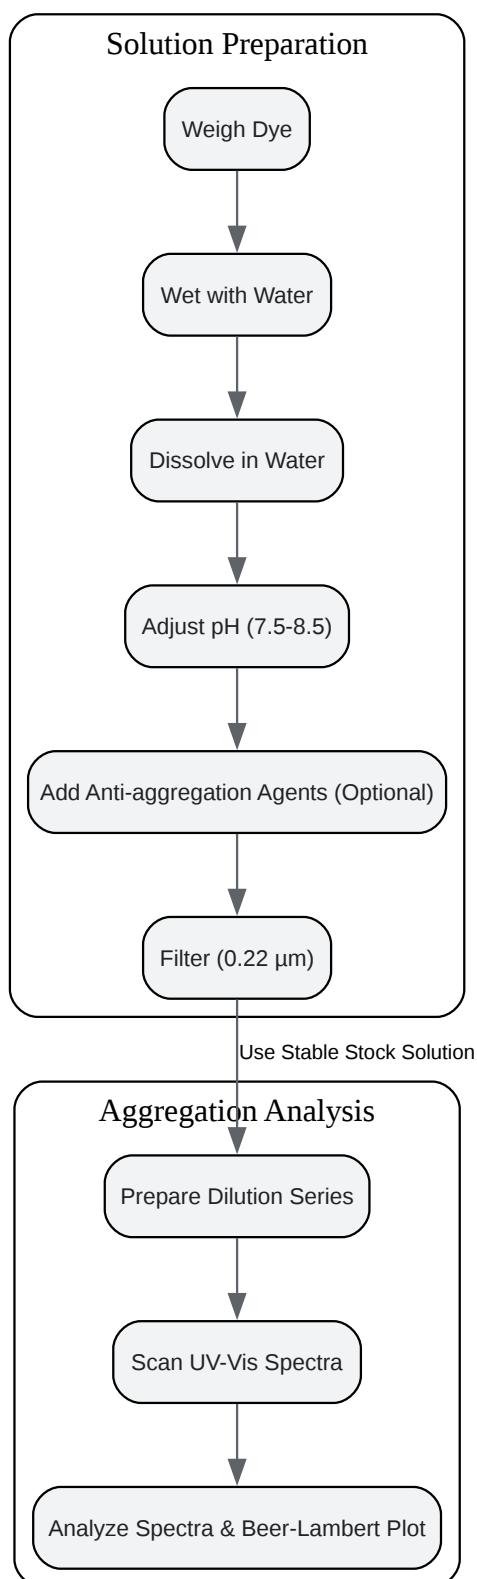 Solution Preparation
Weigh Dye
Wet with Water
Dissolve in Water
Adjust pH (7.5-8.5)
Add Anti-aggregation Agents (Optional)
Filter (0.22 µm)
Use Stable Stock Solution
Aggregation Analysis
Prepare Dilution Series
Scan UV-Vis Spectra
Analyze Spectra & Beer-Lambert Plot